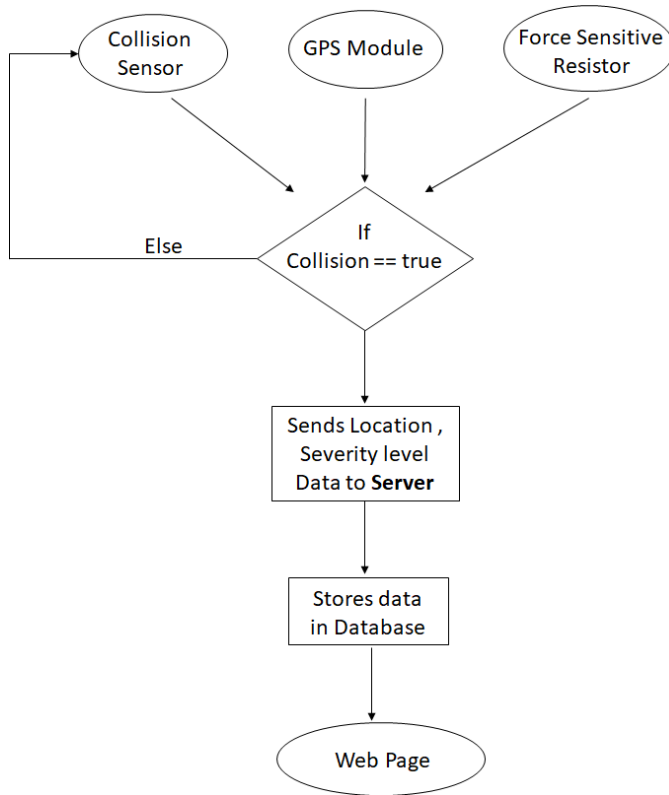 Collision
Sensor
GPS Module
Force Sensitive
Resistor
Else
If
Collision == true
Sends Location ,
Severity level
Data to Server
Stores data
in Database
Web Page